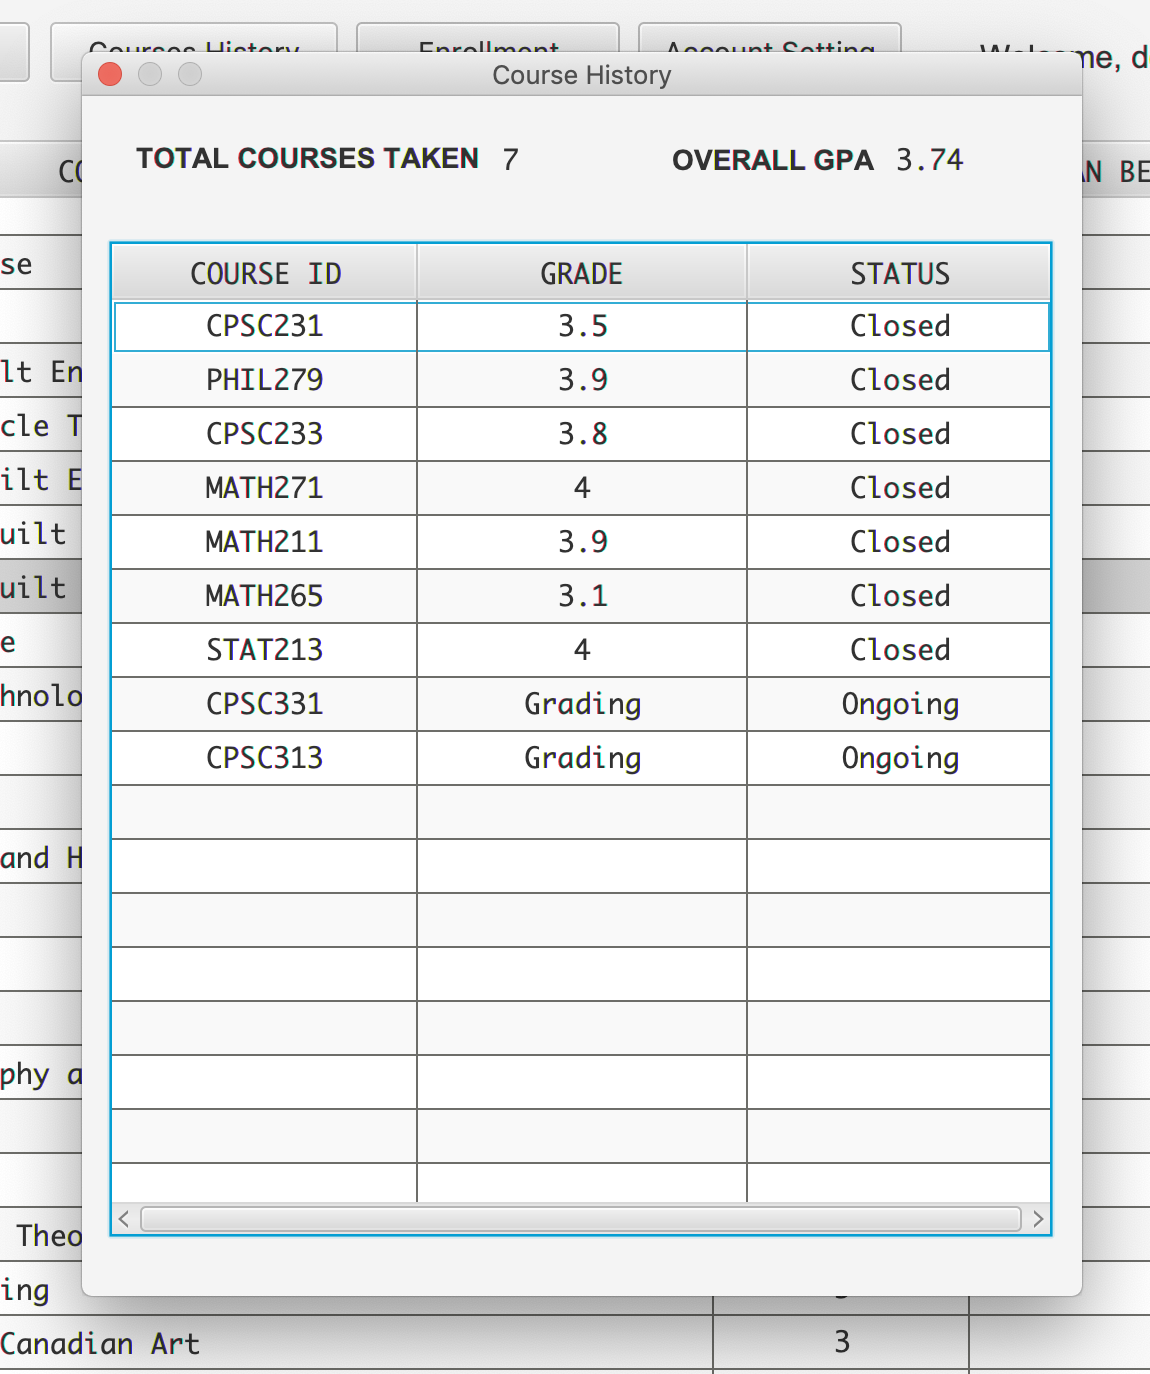 Courses History Enrollment Account Setting
Course History
TOTAL COURSES TAKEN 7 OVERALL GPA 3.74
BE
COURSE ID GRADE STATUS
se
CPSC231 3.5 Closed
PHIL279 3.9 Closed
lt En
cle T
CPSC233 3.8 Closed
ilt E
MATH271 4 Closed
uilt
MATH211 3.9 Closed
uilt
MATH265 3.1 Closed
e
STAT213 4 Closed
hnolo
CPSC331 Grading Ongoing
CPSC313 Grading Ongoing
and H
phy a
Theo
ing
Canadian Art 3